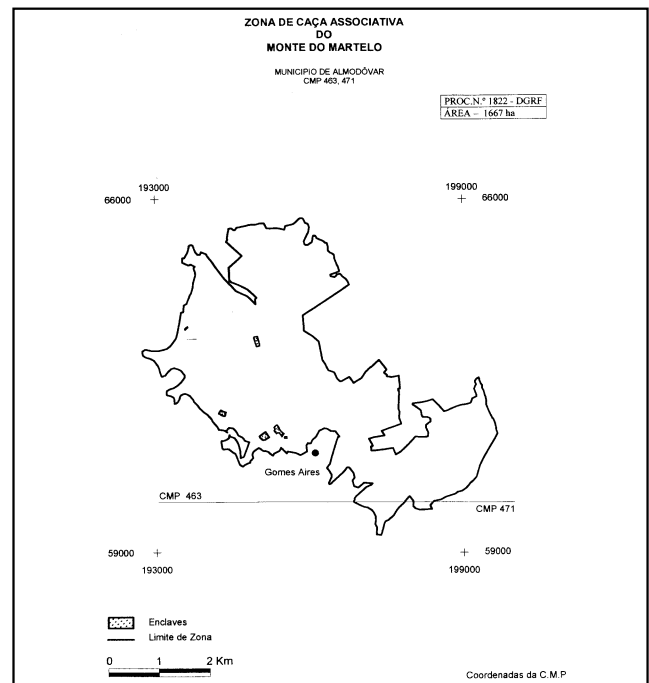 ZONA DE CAÇA ASSOCIATIVA
DO
MONTE DO MARTELO
MUNICIPIO DE ALMODÔVAR
CMP 463, 471
PROC.N.º 1822 - DGRF
ÁREA – 1667 ha
193000
199000
66000
66000
Gomes Aires
CMP 463
CMP 471
59000
59000
193000
199000
Enclaves
Limite de Zona
0 1 2 Km
Coordenadas da C.M.P